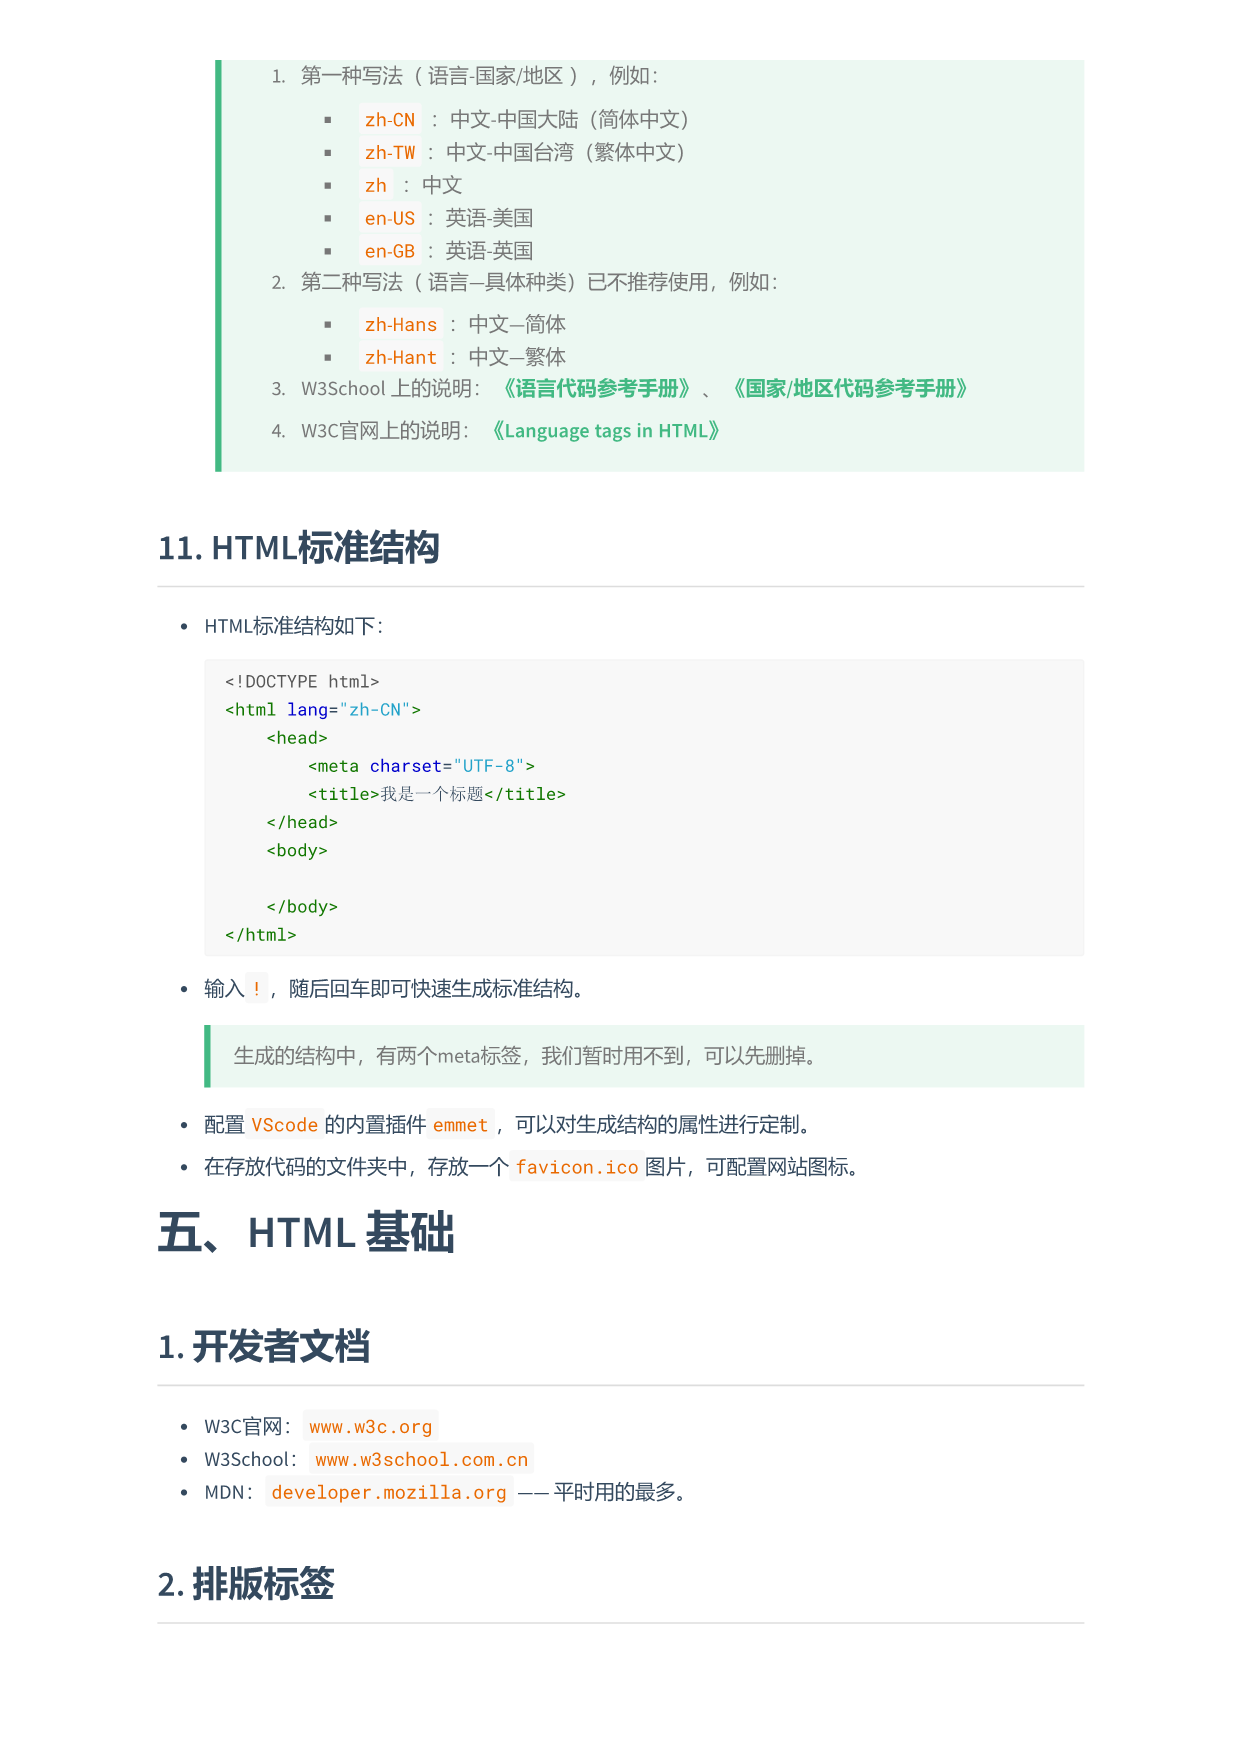 1. 第一种写法（ 语言-国家/地区 ），例如：
zh-CN ：中文-中国大陆（简体中文）
zh-TW ：中文-中国台湾（繁体中文）
zh ：中文
en-US ：英语-美国
en-GB ：英语-英国
2. 第二种写法（ 语言—具体种类）已不推荐使用，例如：
zh-Hans ：中文—简体
zh-Hant ：中文—繁体
3. W3School 上的说明：《语言代码参考手册》、《国家/地区代码参考手册》
4. W3C官网上的说明：《Language tags in HTML》
11. HTML标准结构
• HTML标准结构如下：
<!DOCTYPE html>
<html lang="zh-CN">
<head>
<meta charset="UTF-8">
<title>我是一个标题</title>
</head>
<body>
</body>
</html>
• 输入 ! ，随后回车即可快速生成标准结构。
生成的结构中，有两个meta标签，我们暂时用不到，可以先删掉。
• 配置 VScode 的内置插件 emmet ，可以对生成结构的属性进行定制。
• 在存放代码的文件夹中，存放一个 favicon.ico 图片，可配置网站图标。
五、HTML 基础
1. 开发者文档
• W3C官网： www.w3c.org
• W3School： www.w3school.com.cn
• MDN： developer.mozilla.org —— 平时用的最多。
2. 排版标签